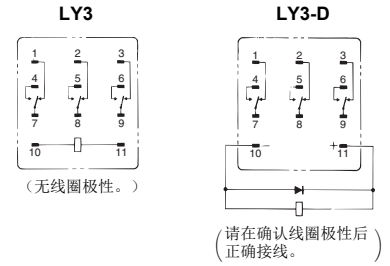 LY3
LY3-D
1 2 3
4 5 6
7 8 9
10 11
（无线圈极性。）
1 2 3
4 5 6
7 8 9
− +
10 11
（请在确认线圈极性后
正确接线。）